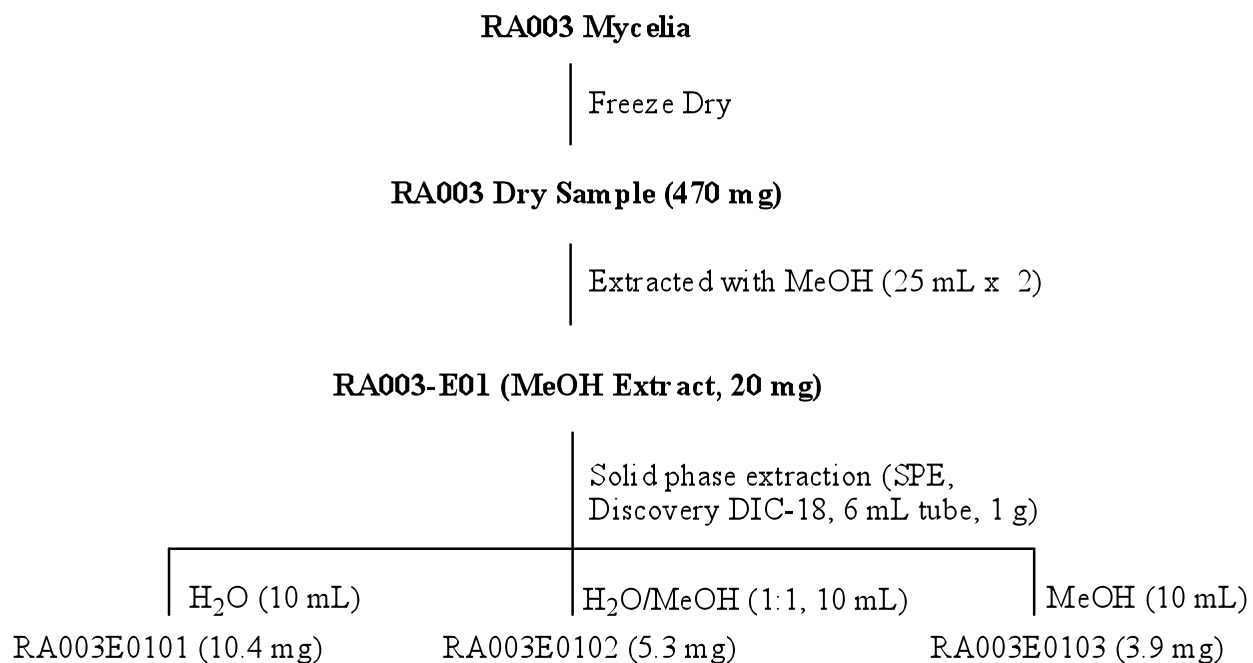 RA003 Mycelia
Freeze Dry
RA003 Dry Sample (470 mg)
Extracted with MeOH (25 mL x 2)
RA003-E01 (MeOH Extract, 20 mg)
Solid phase extraction (SPE,
Discovery DIC-18, 6 mL tube, 1 g)
H₂O (10 mL)
H₂O/MeOH (1:1, 10 mL)
MeOH (10 mL)
RA003E0101 (10.4 mg)
RA003E0102 (5.3 mg)
RA003E0103 (3.9 mg)